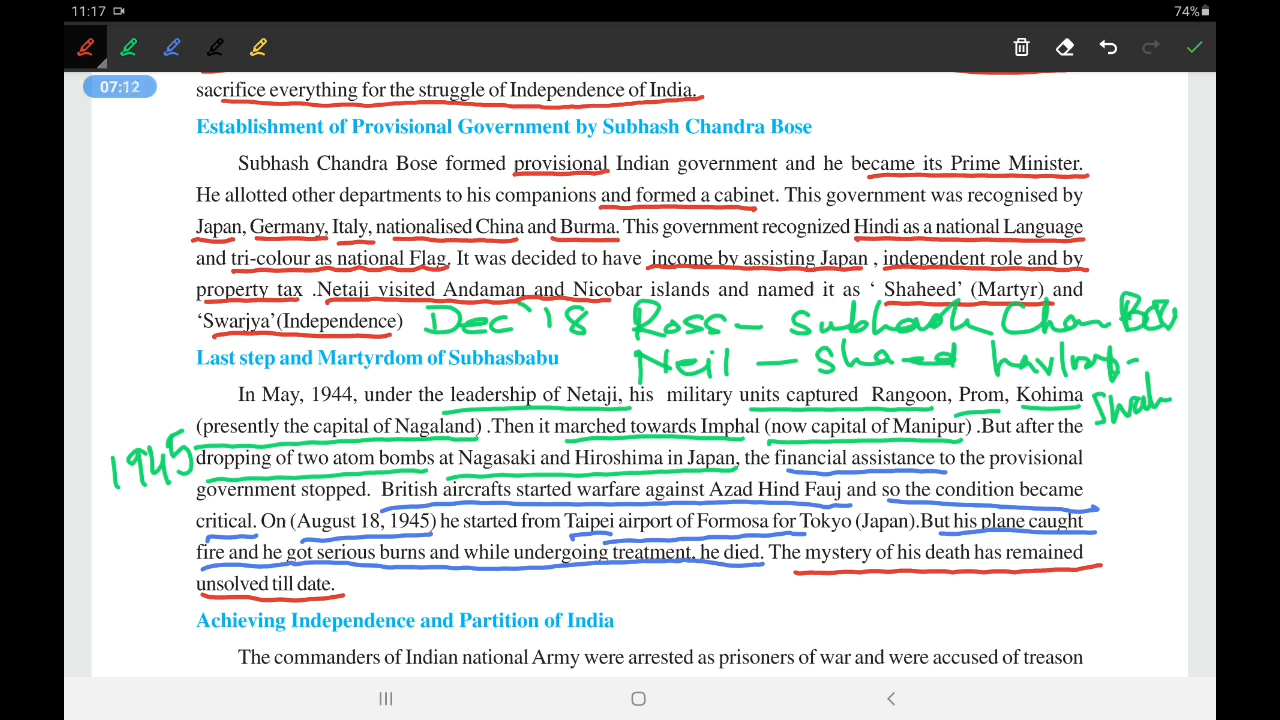 11:17
74%
07:12
sacrifice everything for the struggle of Independence of India.
Establishment of Provisional Government by Subhash Chandra Bose
Subhash Chandra Bose formed provisional Indian government and he became its Prime Minister.
He allotted other departments to his companions and formed a cabinet. This government was recognised by
Japan, Germany, Italy, nationalised China and Burma. This government recognized Hindi as a national Language
and tri-colour as national Flag. It was decided to have income by assisting Japan , independent role and by
property tax .Netaji visited Andaman and Nicobar islands and named it as ‘ Shaheed’ (Martyr) and
‘Swarjya’(Independence) Dec '18 Ross - Subhash Chan Bose
Last step and Martyrdom of Subhasbabu Neil - Shaeed
In May, 1944, under the leadership of Netaji, his military units captured Rangoon, Prom, Kohima
(presently the capital of Nagaland) .Then it marched towards Imphal (now capital of Manipur) .But after the
1945 dropping of two atom bombs at Nagasaki and Hiroshima in Japan, the financial assistance to the provisional
government stopped. British aircrafts started warfare against Azad Hind Fauj and so the condition became
critical. On (August 18, 1945) he started from Taipei airport of Formosa for Tokyo (Japan).But his plane caught
fire and he got serious burns and while undergoing treatment, he died. The mystery of his death has remained
unsolved till date.
Achieving Independence and Partition of India
The commanders of Indian national Army were arrested as prisoners of war and were accused of treason